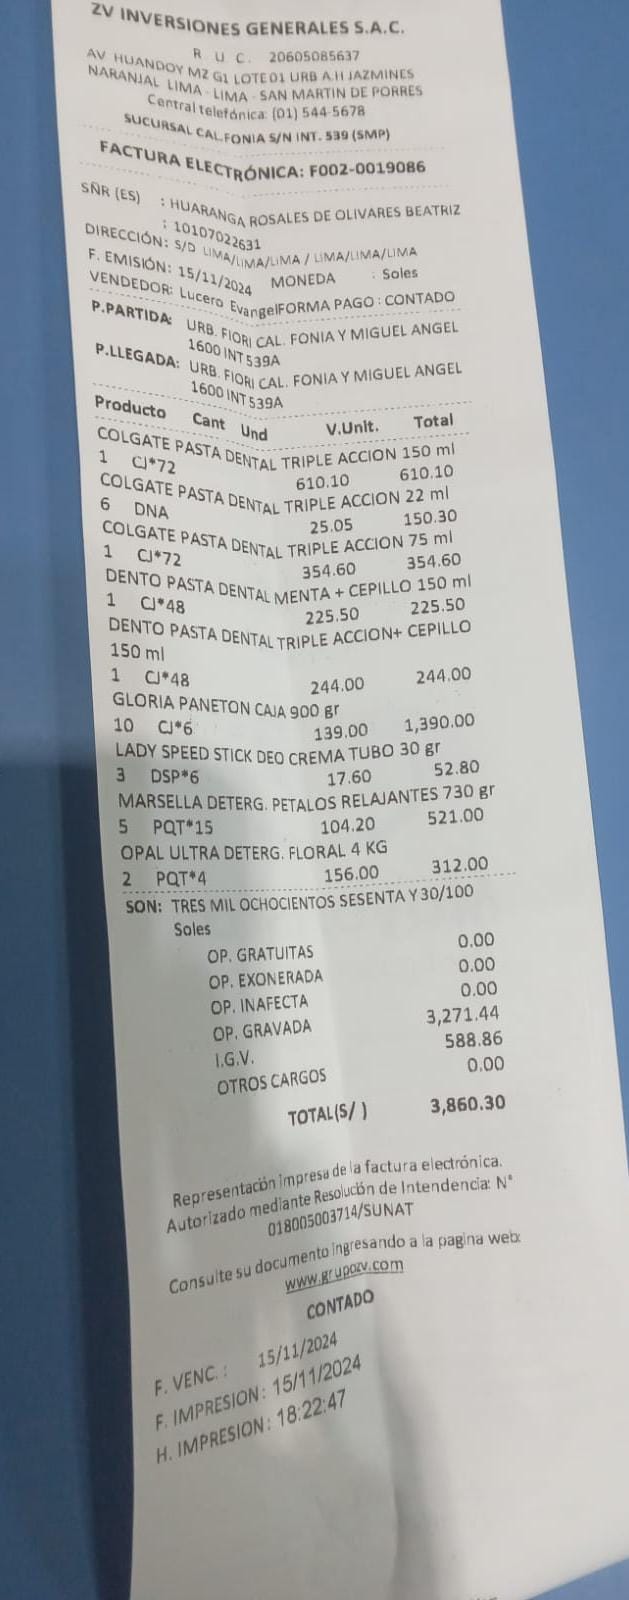 ZV INVERSIONES GENERALES S.A.C.
R U C. 20605085637
AV HUANDOY MZ G1 LOTE 01 URB A.H JAZMINES
NARANJAL LIMA - LIMA - SAN MARTIN DE PORRES
Central telefónica: (01) 544-5678
SUCURSAL CAL.FONIA S/N INT. 539 (SMP)
FACTURA ELECTRÓNICA: F002-0019086
SÑR (ES) : HUARANGA ROSALES DE OLIVARES BEATRIZ
: 10107022631
DIRECCIÓN: S/D LIMA/LIMA/LIMA / LIMA/LIMA/LIMA
F. EMISIÓN: 15/11/2024 MONEDA : Soles
VENDEDOR: Lucero EvangelFORMA PAGO : CONTADO
P.PARTIDA: URB. FIORI CAL. FONIA Y MIGUEL ANGEL
1600 INT 539A
P.LLEGADA: URB. FIORI CAL. FONIA Y MIGUEL ANGEL
1600 INT 539A
Producto Cant Und V.Unit. Total
COLGATE PASTA DENTAL TRIPLE ACCION 150 ml
1 CJ*72 610.10 610.10
COLGATE PASTA DENTAL TRIPLE ACCION 22 ml
6 DNA 25.05 150.30
COLGATE PASTA DENTAL TRIPLE ACCION 75 ml
1 CJ*72 354.60 354.60
DENTO PASTA DENTAL MENTA + CEPILLO 150 ml
1 CJ*48 225.50 225.50
DENTO PASTA DENTAL TRIPLE ACCION+ CEPILLO
150 ml
1 CJ*48 244.00 244.00
GLORIA PANETON CAJA 900 gr
10 CJ*6 139.00 1,390.00
LADY SPEED STICK DEO CREMA TUBO 30 gr
3 DSP*6 17.60 52.80
MARSELLA DETERG. PETALOS RELAJANTES 730 gr
5 PQT*15 104.20 521.00
OPAL ULTRA DETERG. FLORAL 4 KG
2 PQT*4 156.00 312.00
SON: TRES MIL OCHOCIENTOS SESENTA Y 30/100
Soles
OP. GRATUITAS 0.00
OP. EXONERADA 0.00
OP. INAFECTA 0.00
OP. GRAVADA 3,271.44
I.G.V. 588.86
OTROS CARGOS 0.00
TOTAL(S/ ) 3,860.30
Representación impresa de la factura electrónica.
Autorizado mediante Resolución de Intendencia: N°
018005003714/SUNAT
Consulte su documento ingresando a la pagina web:
www.grupozv.com
CONTADO
F. VENC. : 15/11/2024
F. IMPRESION : 15/11/2024
H. IMPRESION : 18:22:47